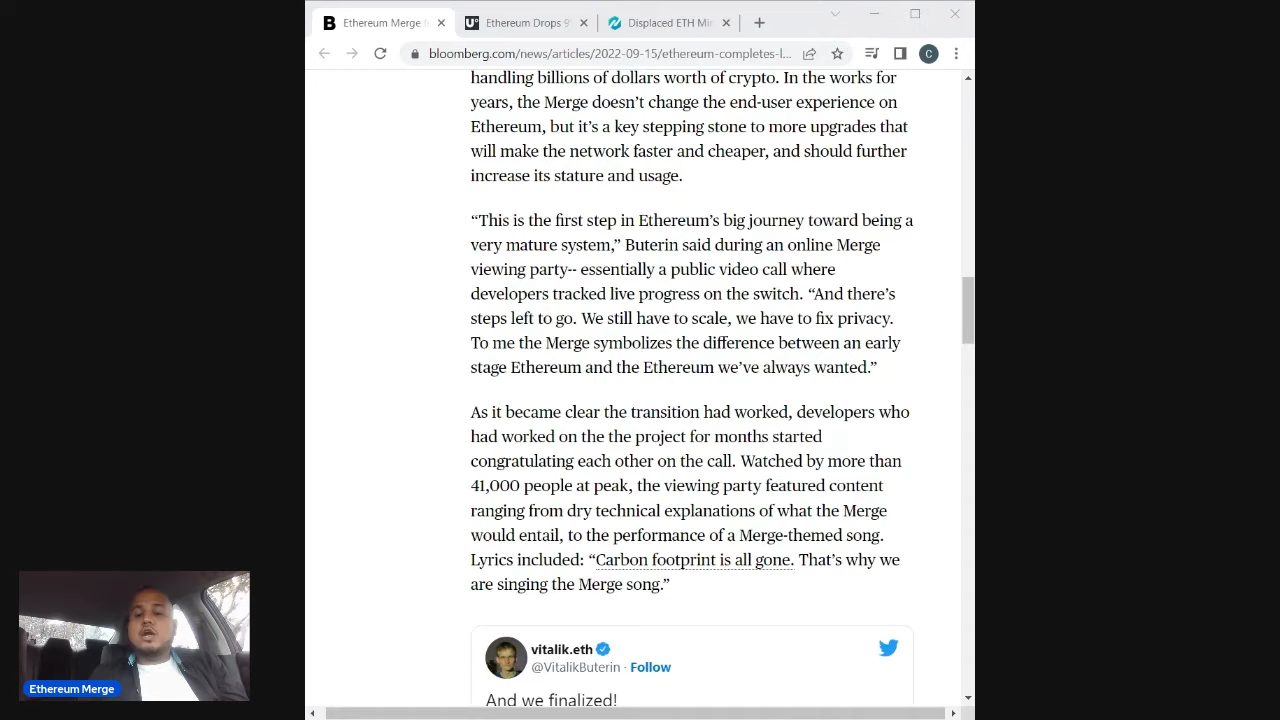 Ethereum Merge
Ethereum Drops 9
Displaced ETH Min
bloomberg.com/news/articles/2022-09-15/ethereum-completes-l...
C
handling billions of dollars worth of crypto. In the works for
years, the Merge doesn’t change the end-user experience on
Ethereum, but it’s a key stepping stone to more upgrades that
will make the network faster and cheaper, and should further
increase its stature and usage.
“This is the first step in Ethereum’s big journey toward being a
very mature system,” Buterin said during an online Merge
viewing party-- essentially a public video call where
developers tracked live progress on the switch. “And there’s
steps left to go. We still have to scale, we have to fix privacy.
To me the Merge symbolizes the difference between an early
stage Ethereum and the Ethereum we’ve always wanted.”
As it became clear the transition had worked, developers who
had worked on the the project for months started
congratulating each other on the call. Watched by more than
41,000 people at peak, the viewing party featured content
ranging from dry technical explanations of what the Merge
would entail, to the performance of a Merge-themed song.
Lyrics included: “Carbon footprint is all gone. That’s why we
are singing the Merge song.”
vitalik.eth
@VitalikButerin · Follow
And we finalized!
Ethereum Merge